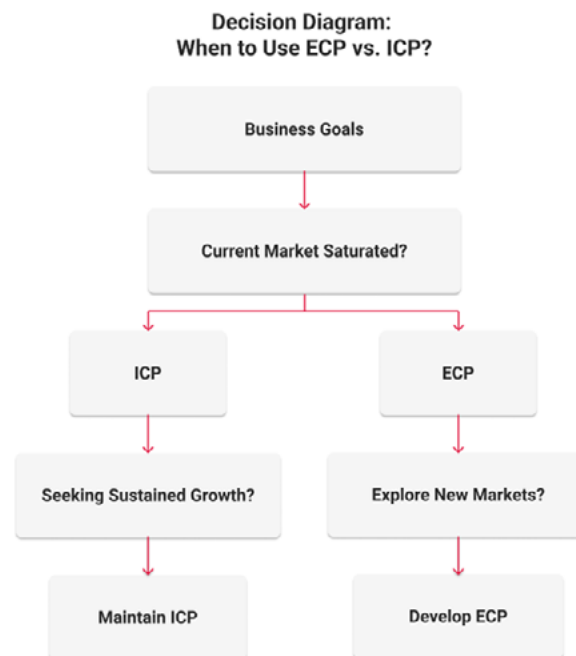 Decision Diagram:
When to Use ECP vs. ICP?
Business Goals
Current Market Saturated?
ICP
ECP
Seeking Sustained Growth?
Explore New Markets?
Maintain ICP
Develop ECP